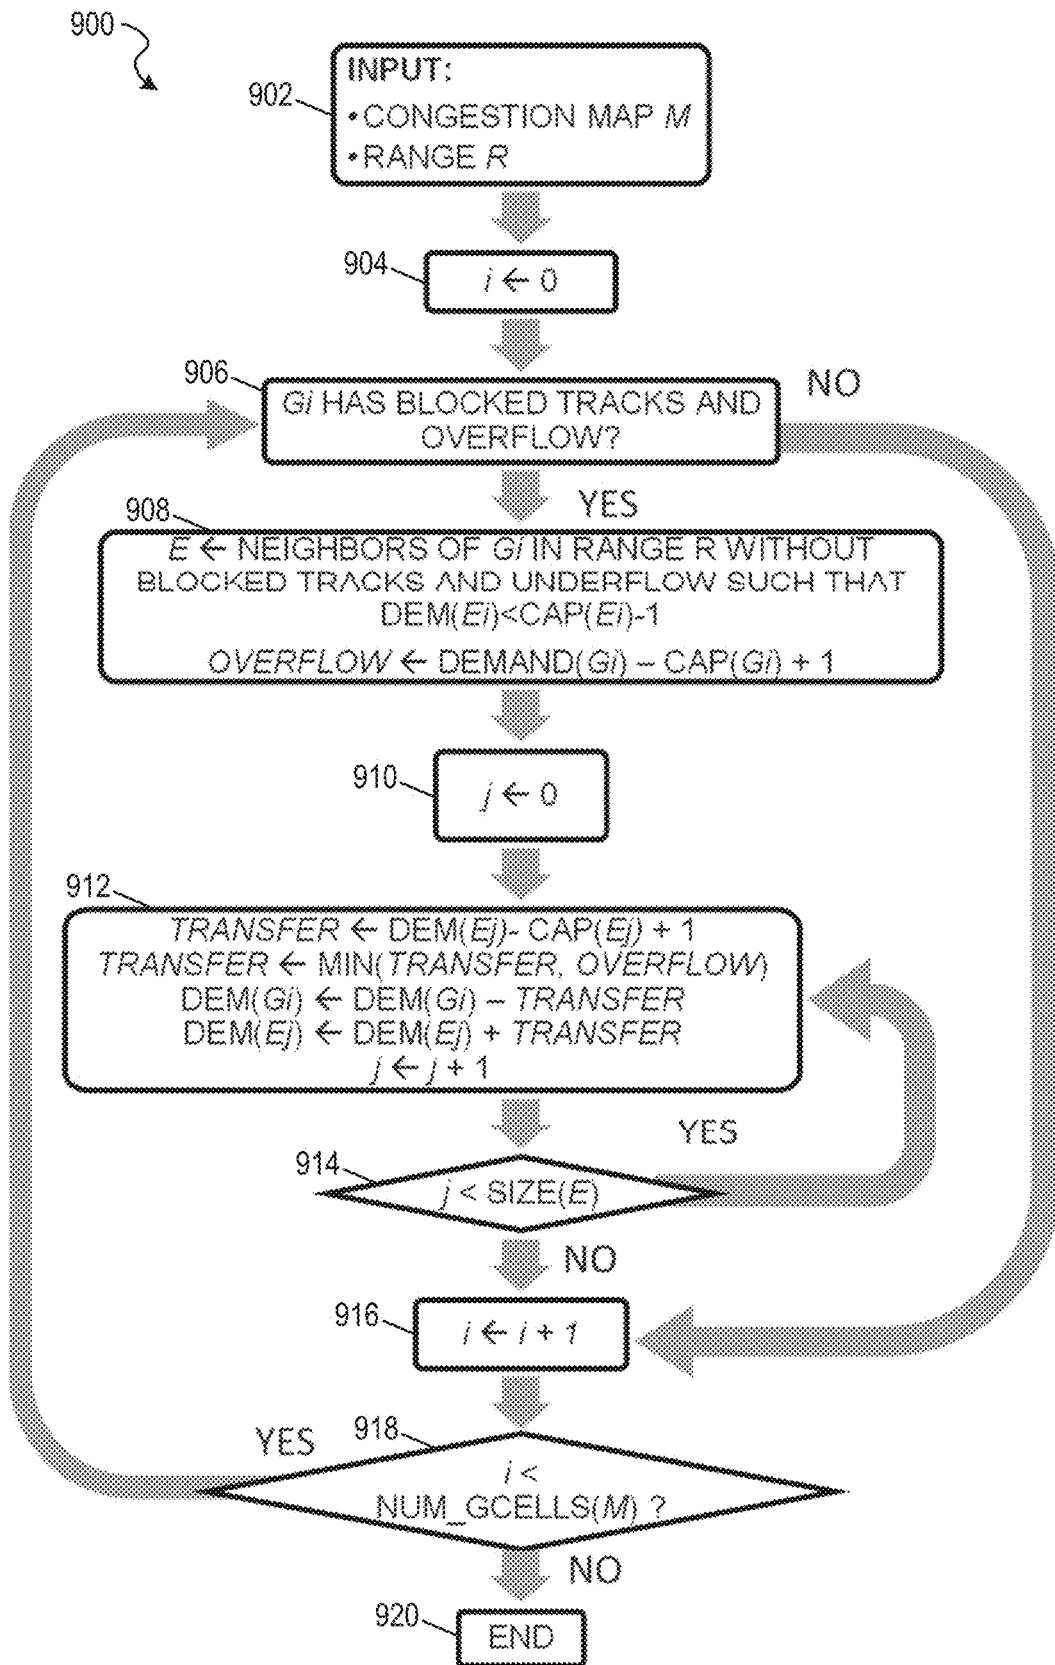 900
902
INPUT:
•CONGESTION MAP M
•RANGE R
904
i ← 0
906
Gi HAS BLOCKED TRACKS AND
OVERFLOW?
NO
YES
908
E ← NEIGHBORS OF Gi IN RANGE R WITHOUT
BLOCKED TRACKS AND UNDERFLOW SUCH THAT
DEM(Ei)<CAP(Ei)-1
OVERFLOW ← DEMAND(Gi) – CAP(Gi) + 1
910
j ← 0
912
TRANSFER ← DEM(Ej)- CAP(Ej) + 1
TRANSFER ← MIN(TRANSFER, OVERFLOW)
DEM(Gi) ← DEM(Gi) – TRANSFER
DEM(Ej) ← DEM(Ej) + TRANSFER
j ← j + 1
YES
914
j < SIZE(E)
NO
916
i ← i + 1
918
YES
i <
NUM_GCELLS(M) ?
NO
920
END